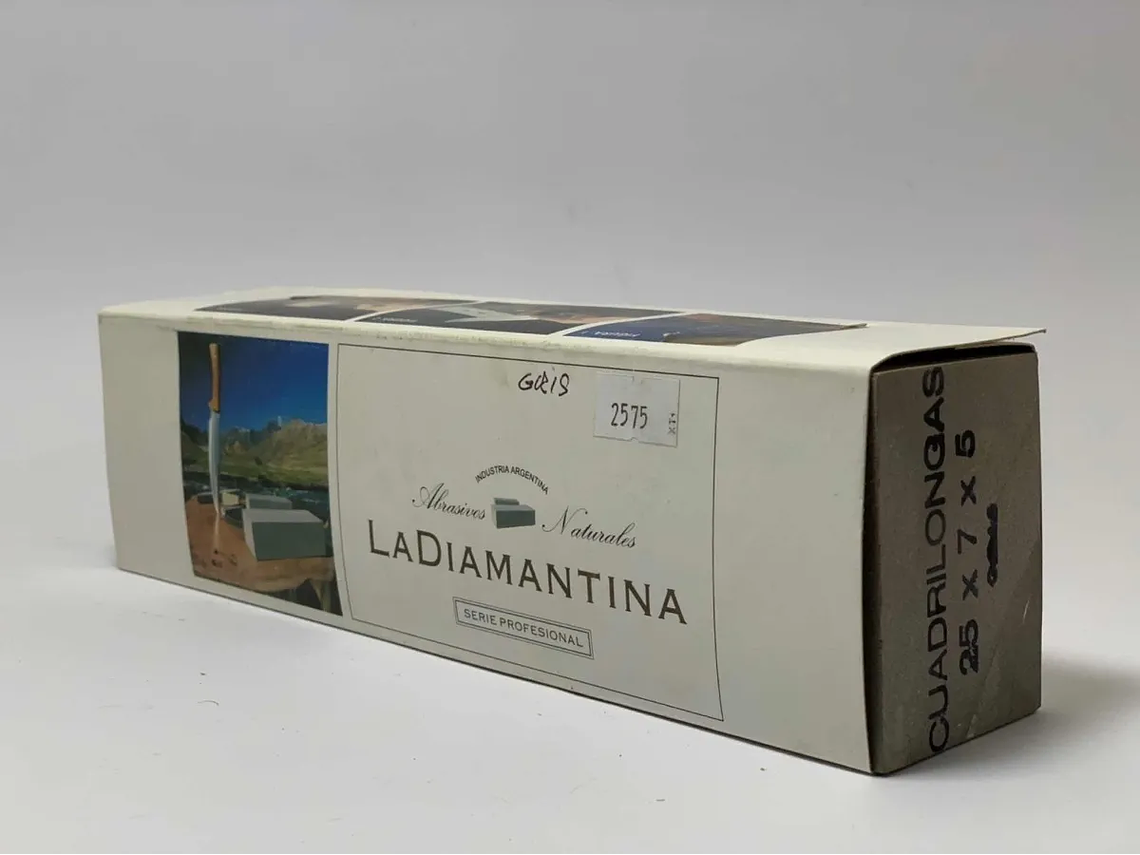 GRIS
2575
INDUSTRIA ARGENTINA
Abrasivos Naturales
LADIAMANTINA
SERIE PROFESIONAL
CUADRILONGAS
25 x 7 x 5